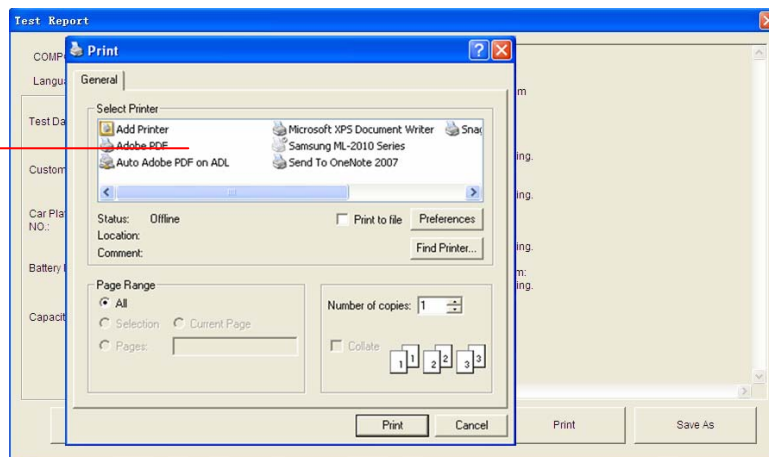 Test Report
Print
COMP
Langua
General
m
Select Printer
Add Printer
Microsoft XPS Document Writer
Snag
Test Da
Adobe PDF
Samsung ML-2010 Series
Auto Adobe PDF on ADL
Send To OneNote 2007
ing.
Custom
ing.
Car Plat
NO.:
Status: Offline
Print to file
Preferences
Location:
Comment:
Find Printer...
ing.
Battery
m:
ing.
Page Range
All
Number of copies: 1
Selection
Current Page
Capacit
Pages:
Collate
1 1 2 2 3 3
Print
Cancel
Print
Save As